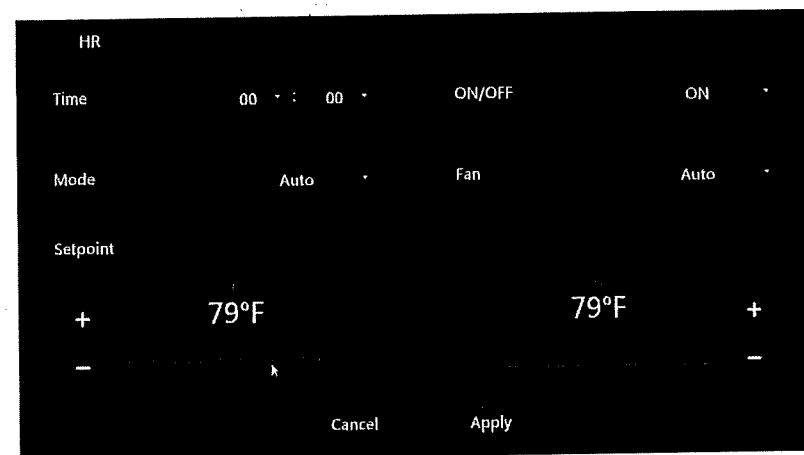 HR
Time 00 : 00 ON/OFF ON
Mode Auto Fan Auto
Setpoint
+ 79°F 79°F +
− −
Cancel Apply